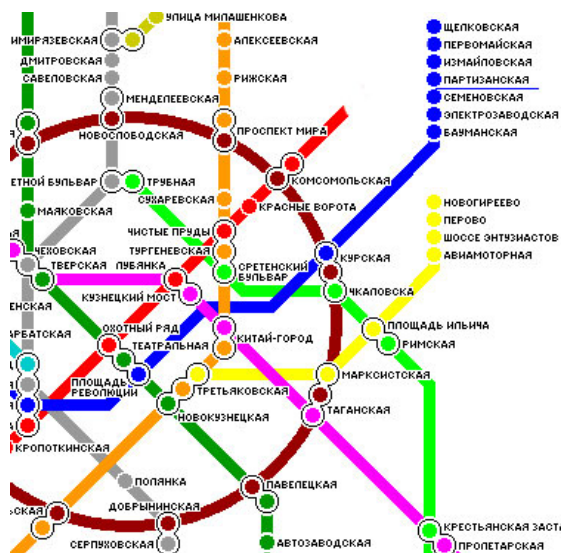 УЛИЦА МИЛАШЕНКОВА
ИМИРЯЗЕВСКАЯ
АЛЕКСЕЕВСКАЯ
ЩЕЛКОВСКАЯ
ПЕРВОМАЙСКАЯ
ДМИТРОВСКАЯ
ИЗМАЙЛОВСКАЯ
САВЕЛОВСКАЯ
РИЖСКАЯ
ПАРТИЗАНСКАЯ
МЕНДЕЛЕЕВСКАЯ
СЕМЕНОВСКАЯ
ЭЛЕКТРОЗАВОДСКАЯ
НОВОСЛОБОДСКАЯ
ПРОСПЕКТ МИРА
БАУМАНСКАЯ
ЕТНОЙ БУЛЬВАР
ТРУБНАЯ
КОМСОМОЛЬСКАЯ
СУХАРЕВСКАЯ
НОВОГИРЕЕВО
МАЯКОВСКАЯ
КРАСНЫЕ ВОРОТА
ПЕРОВО
ЧИСТЫЕ ПРУДЫ
ШОССЕ ЭНТУЗИАСТОВ
ЧЕХОВСКАЯ
ТУРГЕНЕВСКАЯ
АВИАМОТОРНАЯ
КУРСКАЯ
ТВЕРСКАЯ
ЛУБЯНКА
СРЕТЕНСКИЙ
БУЛЬВАР
ЧКАЛОВСКА
ЕНСКАЯ
КУЗНЕЦКИЙ МОСТ
АРБАТСКАЯ
ОХОТНЫЙ РЯД
ПЛОЩАДЬ ИЛЬИЧА
ТЕАТРАЛЬНАЯ
КИТАЙ-ГОРОД
РИМСКАЯ
МАРКСИСТСКАЯ
ПЛОЩАДЬ
РЕВОЛЮЦИИ
ТРЕТЬЯКОВСКАЯ
НОВОКУЗНЕЦКАЯ
ТАГАНСКАЯ
КРОПОТКИНСКАЯ
ПОЛЯНКА
ПАВЕЛЕЦКАЯ
ЬСКАЯ
ДОБРЫНИНСКАЯ
КРЕСТЬЯНСКАЯ ЗАСТ
СЕРПУХОВСКАЯ
АВТОЗАВОДСКАЯ
ПРОЛЕТАРСКАЯ